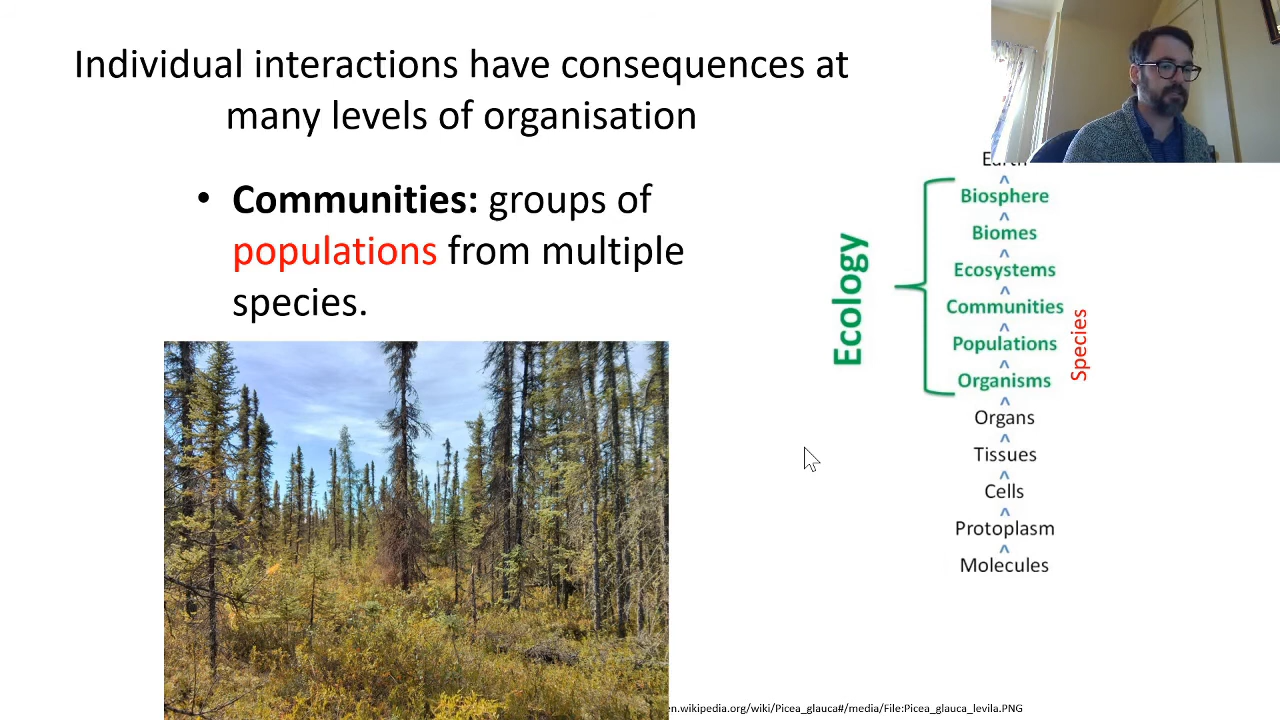 Individual interactions have consequences at
many levels of organisation
• Communities: groups of
populations from multiple
species.
Ecology
Biosphere
^
Biomes
^
Ecosystems
^
Communities
^
Populations
^
Organisms
^
Organs
^
Tissues
^
Cells
^
Protoplasm
^
Molecules
Species
en.wikipedia.org/wiki/Picea_glauca#/media/File:Picea_glauca_levila.PNG